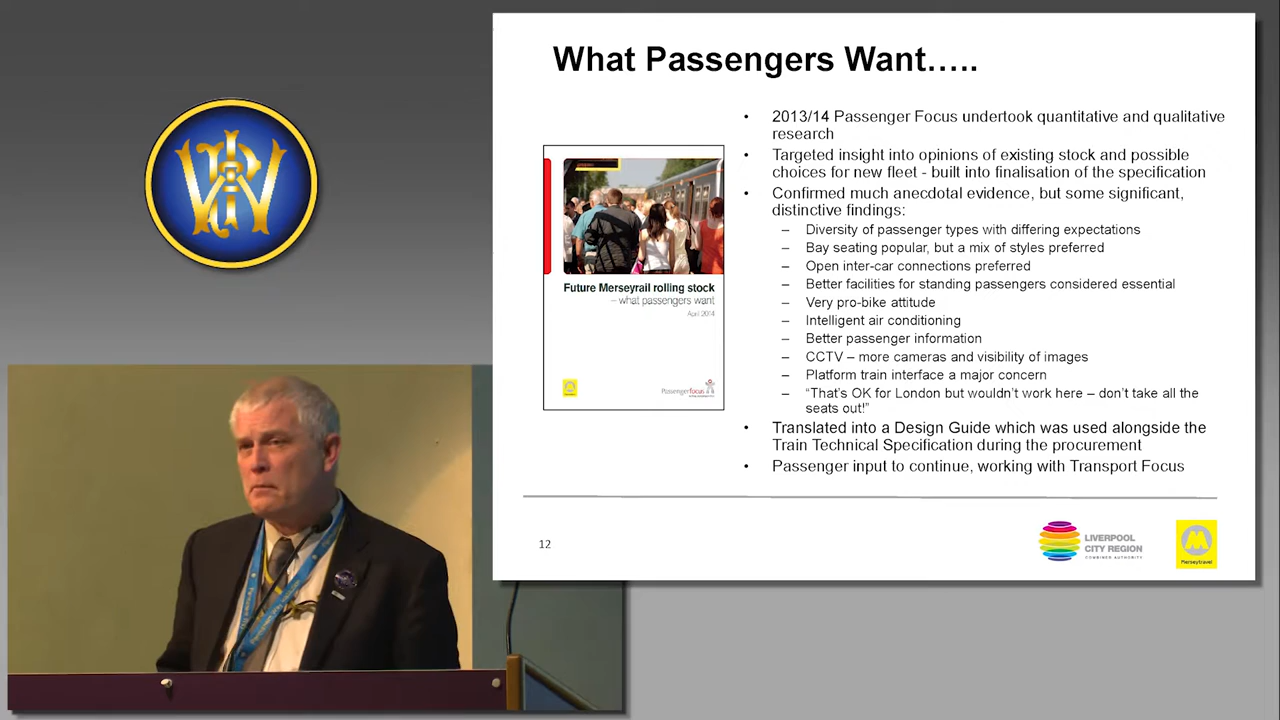 What Passengers Want…..
• 2013/14 Passenger Focus undertook quantitative and qualitative
research
• Targeted insight into opinions of existing stock and possible
choices for new fleet - built into finalisation of the specification
• Confirmed much anecdotal evidence, but some significant,
distinctive findings:
– Diversity of passenger types with differing expectations
– Bay seating popular, but a mix of styles preferred
– Open inter-car connections preferred
– Better facilities for standing passengers considered essential
– Very pro-bike attitude
– Intelligent air conditioning
– Better passenger information
– CCTV – more cameras and visibility of images
– Platform train interface a major concern
– “That’s OK for London but wouldn’t work here – don’t take all the
seats out!”
• Translated into a Design Guide which was used alongside the
Train Technical Specification during the procurement
• Passenger input to continue, working with Transport Focus
Future Merseyrail rolling stock
– what passengers want
April 2014
Passengerfocus
12
LIVERPOOL
CITY REGION
COMBINED AUTHORITY
M
Merseytravel